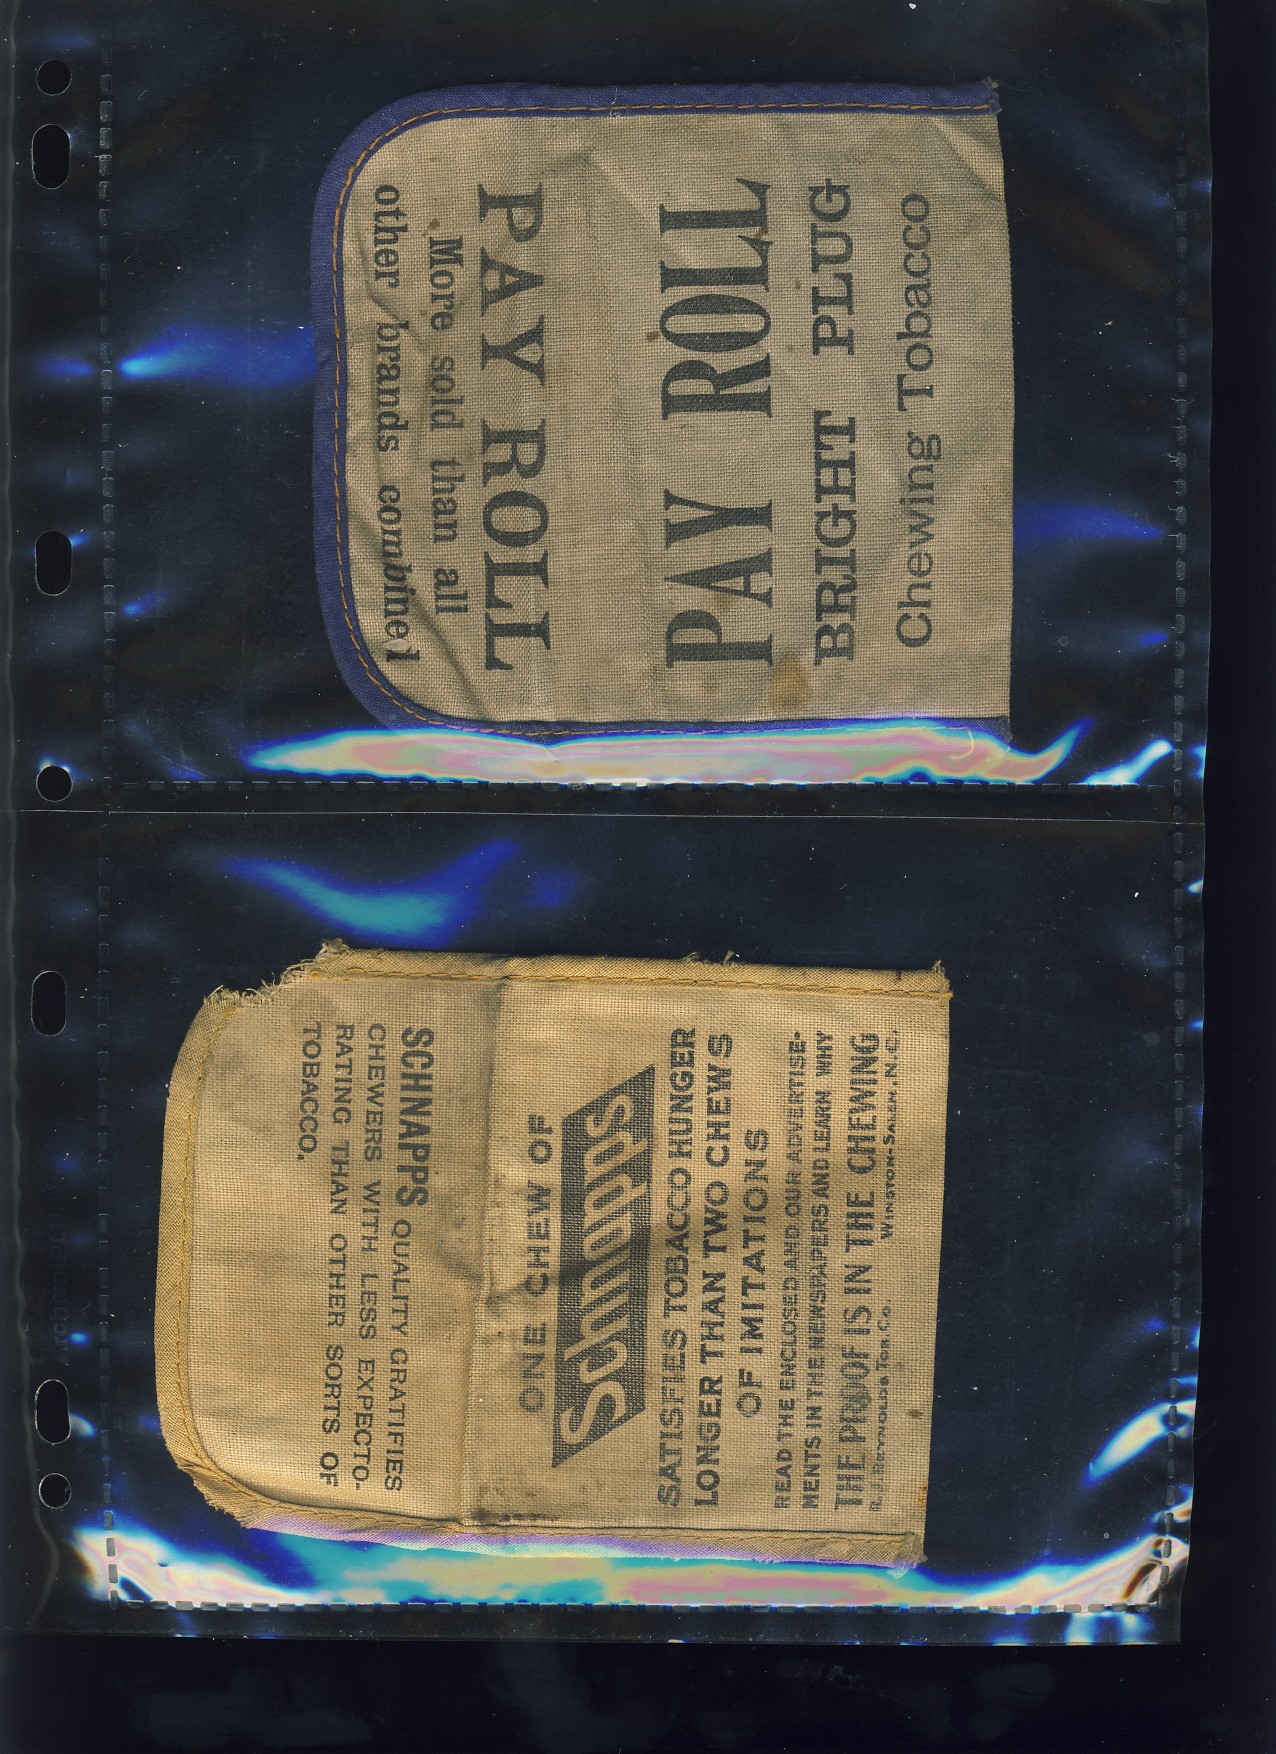 other brands combined
More sold than all
PAY ROLL
PAY ROLL
BRIGHT PLUG
Chewing Tobacco
SCHNAPPS QUALITY GRATIFIES
CHEWERS WITH LESS EXPECTO-
RATING THAN OTHER SORTS OF
TOBACCO.
ONE CHEW OF
Schnapps
SATISFIES TOBACCO HUNGER
LONGER THAN TWO CHEWS
OF IMITATIONS
READ THE ENCLOSED AND OUR ADVERTISE-
MENTS IN THE NEWSPAPERS AND LEARN WHY
THE PROOF IS IN THE CHEWING
R. J. REYNOLDS TOB. CO. WINSTON-SALEM, N.C.